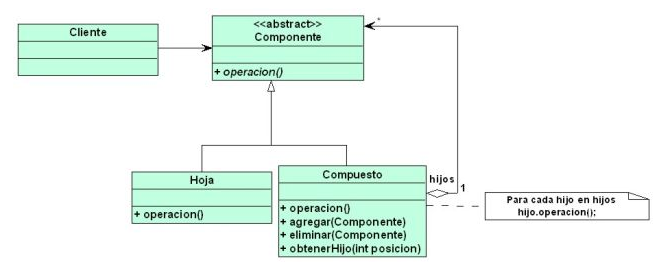 Cliente
<<abstract>>
Componente
*
+ operacion()
Hoja
+ operacion()
Compuesto
hijos
1
+ operacion()
+ agregar(Componente)
+ eliminar(Componente)
+ obtenerHijo(int posicion)
Para cada hijo en hijos
hijo.operacion();